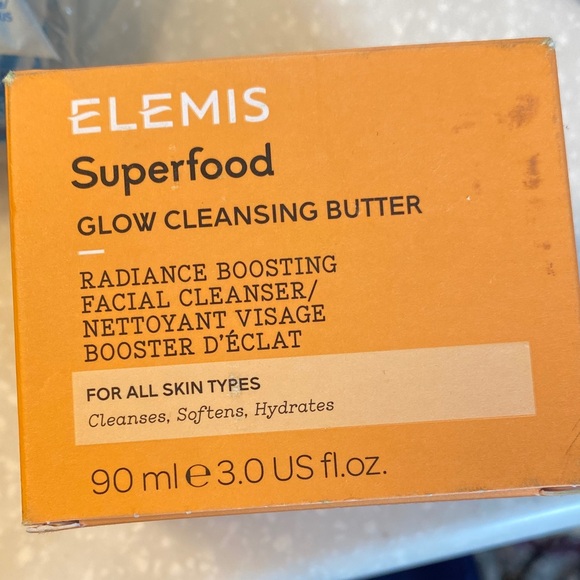 ELEMIS
Superfood
GLOW CLEANSING BUTTER
RADIANCE BOOSTING
FACIAL CLEANSER/
NETTOYANT VISAGE
BOOSTER D'ÉCLAT
FOR ALL SKIN TYPES
Cleanses, Softens, Hydrates
90 ml ℮ 3.0 US fl.oz.